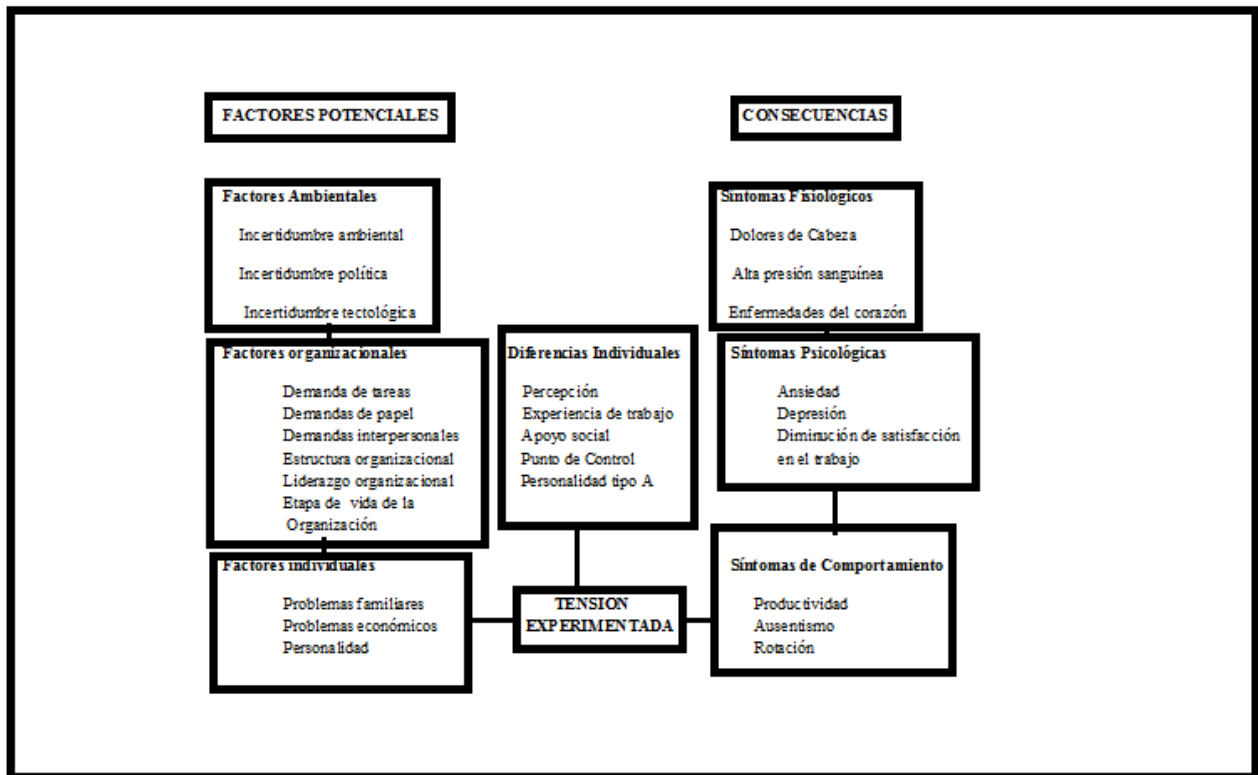 FACTORES POTENCIALES
CONSECUENCIAS
Factores Ambientales
Incertidumbre ambiental
Incertidumbre política
Incertidumbre tectológica
Factores organizacionales
Demanda de tareas
Demandas de papel
Demandas interpersonales
Estructura organizacional
Liderazgo organizacional
Etapa de vida de la
Organización
Factores individuales
Problemas familiares
Problemas económicos
Personalidad
Diferencias Individuales
Percepción
Experiencia de trabajo
Apoyo social
Punto de Control
Personalidad tipo A
TENSION
EXPERIMENTADA
Síntomas Fisiológicos
Dolores de Cabeza
Alta presión sanguínea
Enfermedades del corazón
Síntomas Psicológicas
Ansiedad
Depresión
Diminución de satisfacción
en el trabajo
Síntomas de Comportamiento
Productividad
Ausentismo
Rotación